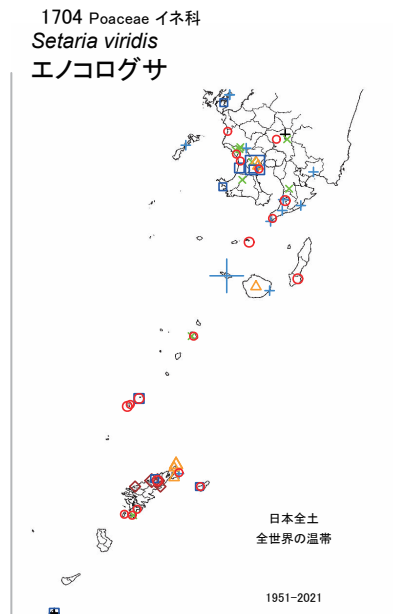 1704 Poaceae イネ科
Setaria viridis
エノコログサ
日本全土
全世界の温帯
1951-2021